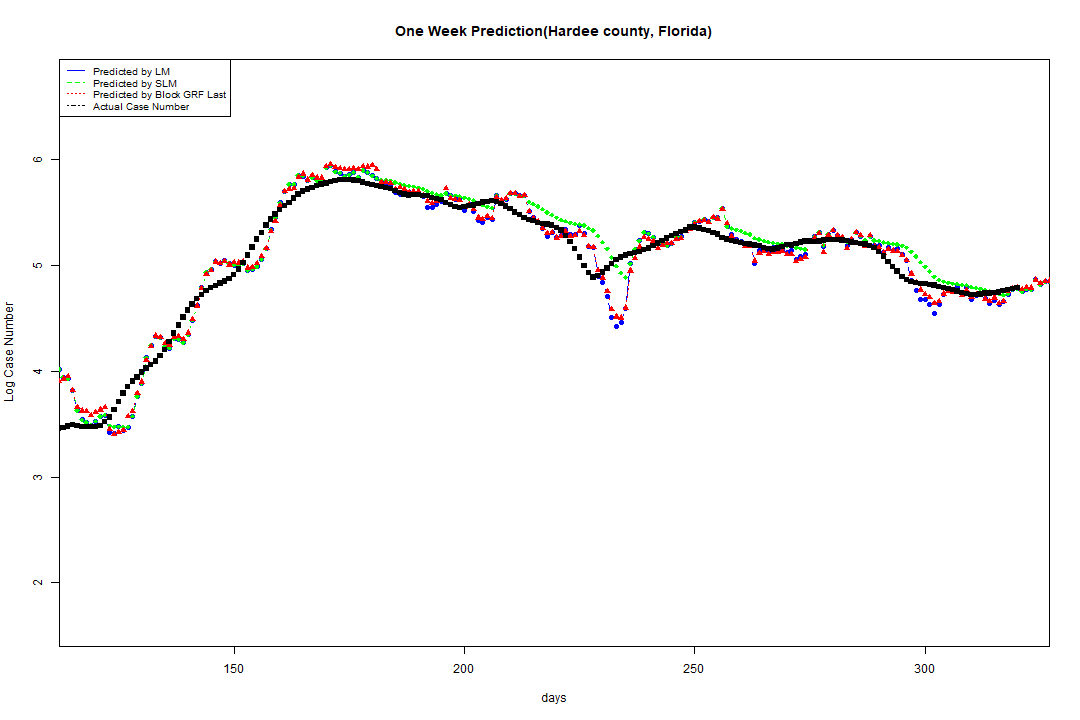 One Week Prediction(Hardee county, Florida)
Predicted by LM
Predicted by SLM
Predicted by Block GRF Last
Actual Case Number
6
5
4
3
2
Log Case Number
150 200 250 300
days